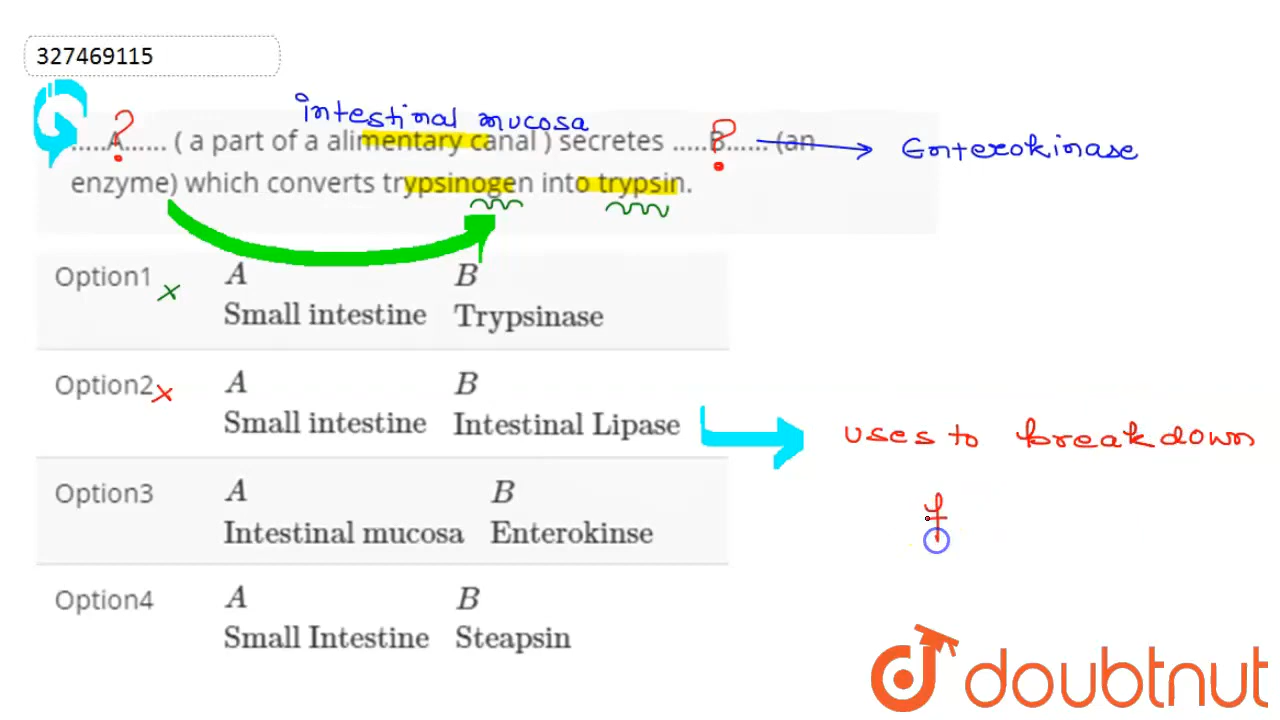 327469115
Intestinal mucosa
? ?
.....A...... ( a part of a alimentary canal ) secretes .....B...... (an Enterokinase
enzyme) which converts trypsinogen into trypsin.
Option1 × A B
Small intestine Trypsinase
Option2 × A B
Small intestine Intestinal Lipase
uses to breakdown
f
Option3 A B
Intestinal mucosa Enterokinse
Option4 A B
Small Intestine Steapsin
doubtnut